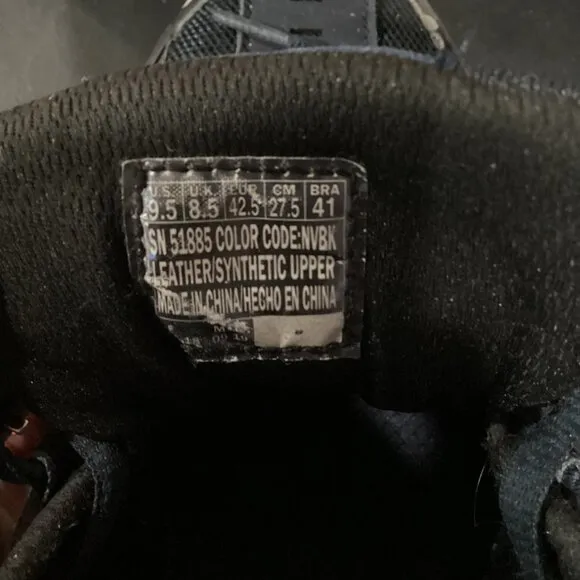 U.S. U.K. EUR CM BRA
9.5 8.5 42.5 27.5 41
SN 51885 COLOR CODE:NVBK
LEATHER/SYNTHETIC UPPER
MADE IN CHINA/HECHO EN CHINA